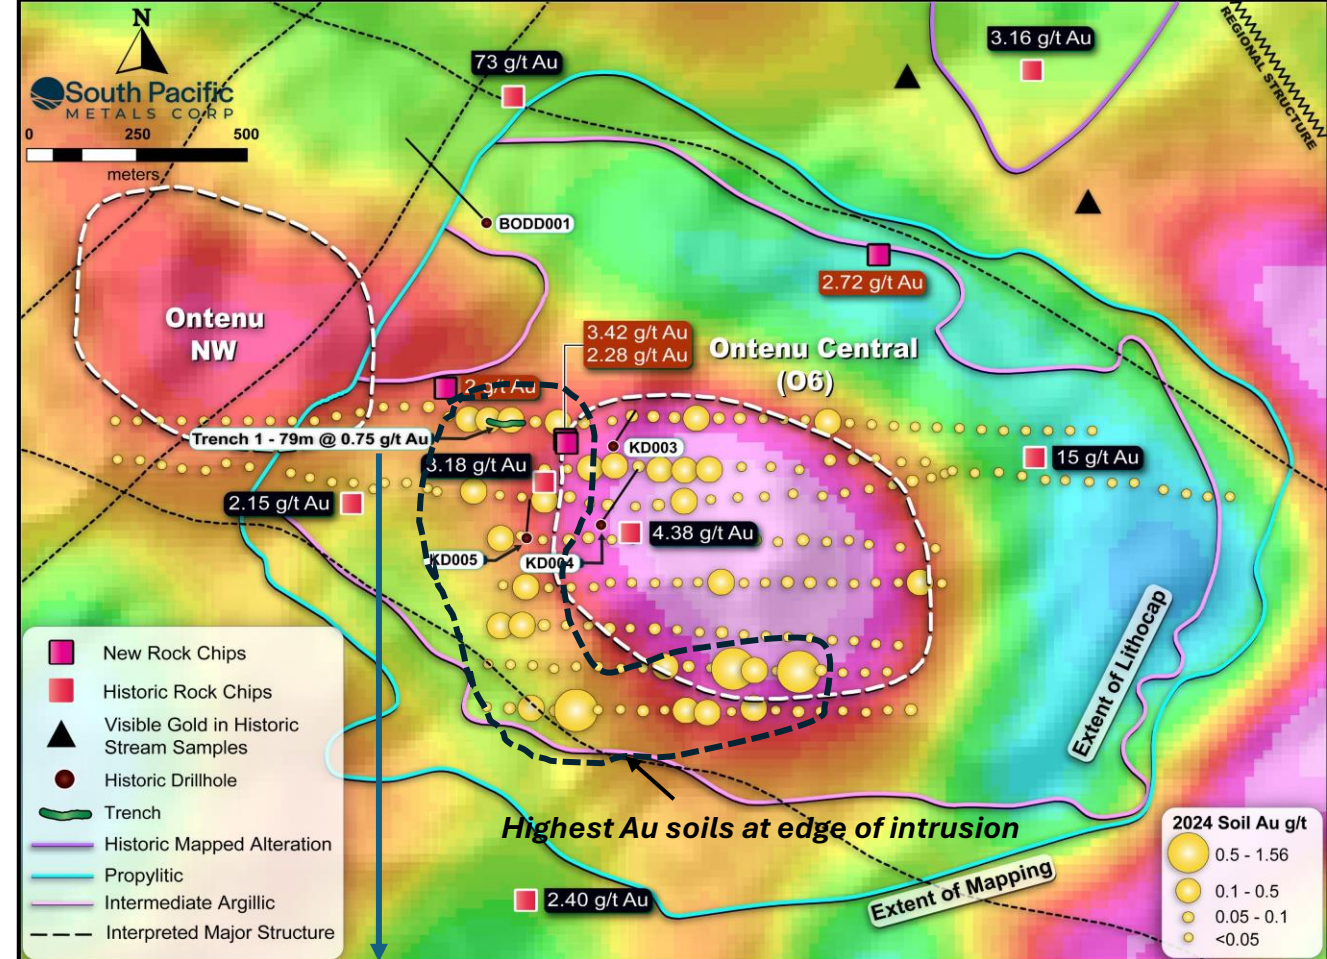 N
South Pacific
METALS CORP
0 250 500
meters
73 g/t Au
3.16 g/t Au
REGIONAL STRUCTURE
BODD001
2.72 g/t Au
Ontenu
NW
3.42 g/t Au
2.28 g/t Au
Ontenu Central
(O6)
2 g/t Au
Trench 1 - 79m @ 0.75 g/t Au
KD003
3.18 g/t Au
15 g/t Au
2.15 g/t Au
4.38 g/t Au
KD005
KD004
Extent of Lithocap
New Rock Chips
Historic Rock Chips
Visible Gold in Historic
Stream Samples
Historic Drillhole
Trench
Historic Mapped Alteration
Propylitic
Intermediate Argillic
Interpreted Major Structure
Highest Au soils at edge of intrusion
2.40 g/t Au
Extent of Mapping
2024 Soil Au g/t
0.5 - 1.56
0.1 - 0.5
0.05 - 0.1
<0.05